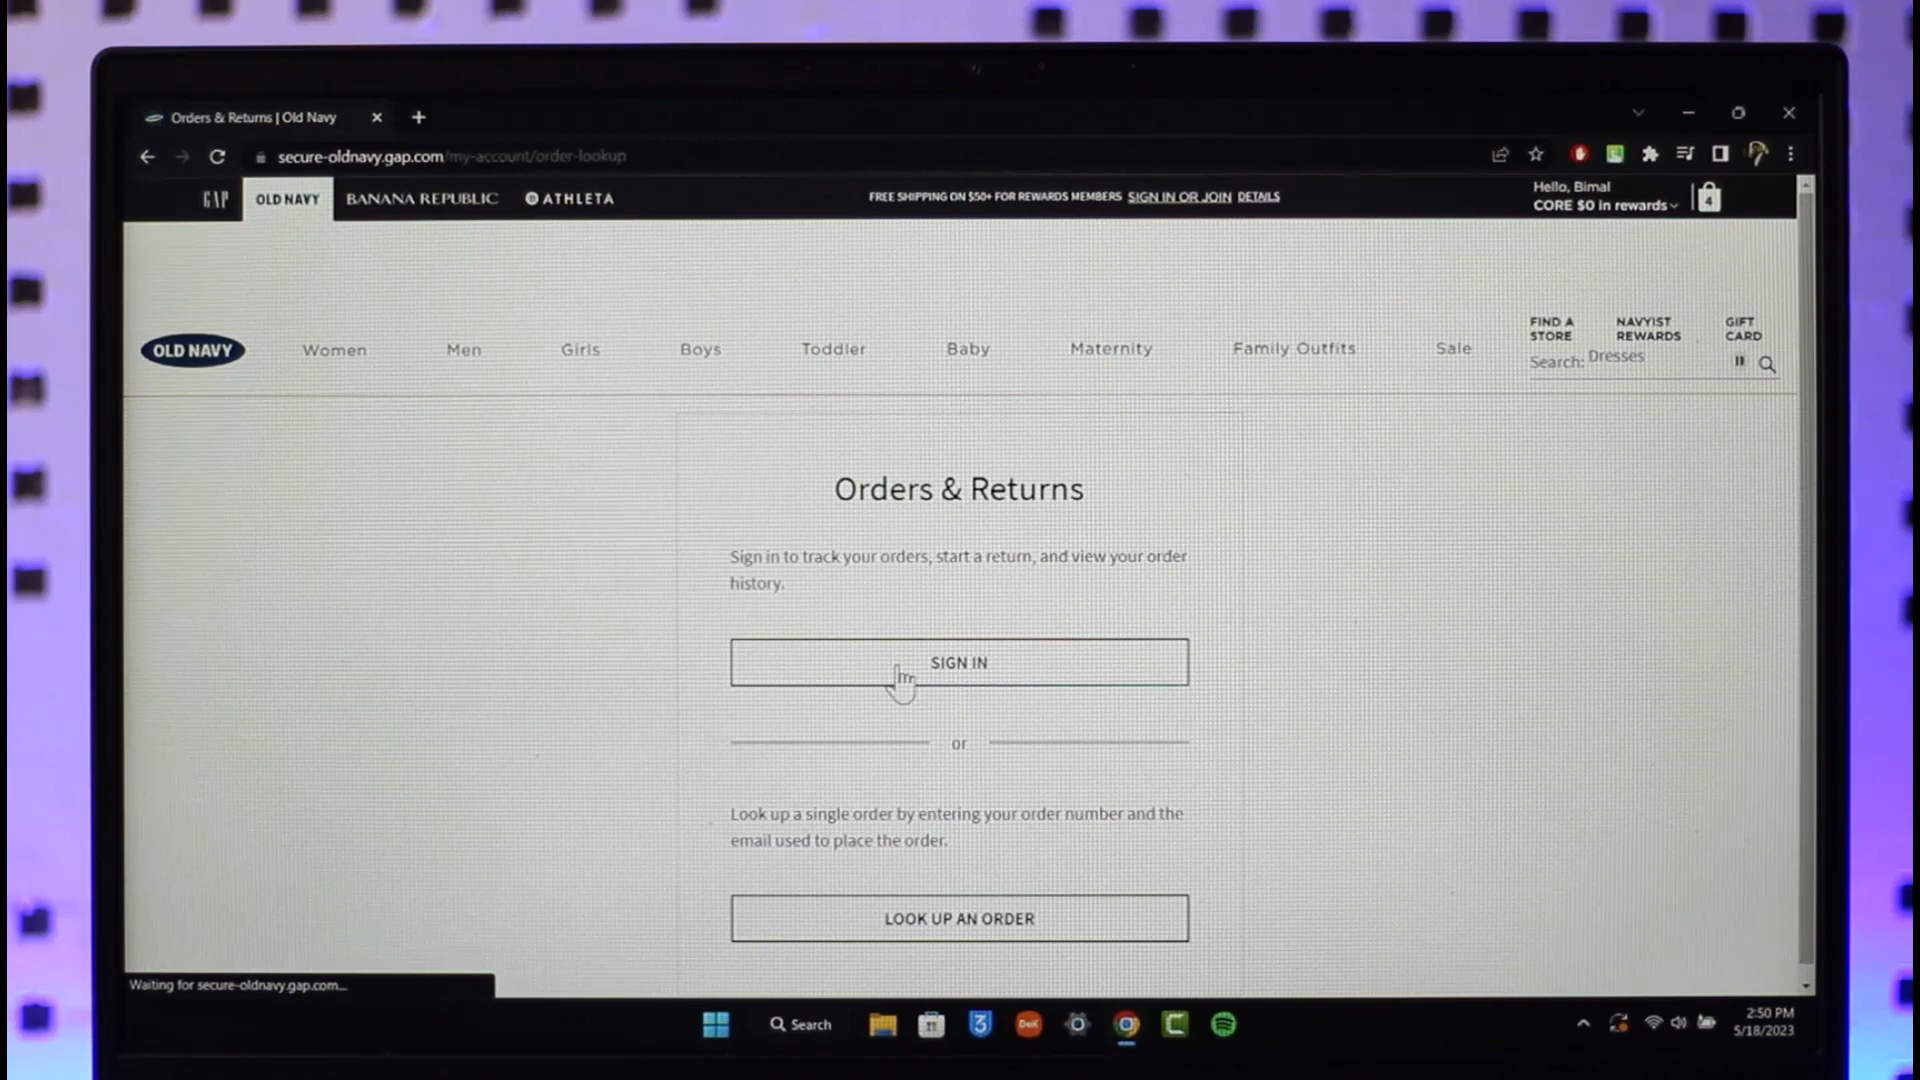 Orders & Returns | Old Navy
secure-oldnavy.gap.com/my-account/order-lookup
GAP
OLD NAVY
BANANA REPUBLIC
ATHLETA
FREE SHIPPING ON $50+ FOR REWARDS MEMBERS SIGN IN OR JOIN DETAILS
Hello, Bimal
CORE $0 in rewards
4
OLD NAVY
Women
Men
Girls
Boys
Toddler
Baby
Maternity
Family Outfits
Sale
FIND A
STORE
NAVYIST
REWARDS
GIFT
CARD
Search: Dresses
Orders & Returns
Sign in to track your orders, start a return, and view your order
history.
SIGN IN
or
Look up a single order by entering your order number and the
email used to place the order.
LOOK UP AN ORDER
Waiting for secure-oldnavy.gap.com...
Search
3
2:50 PM
5/18/2023